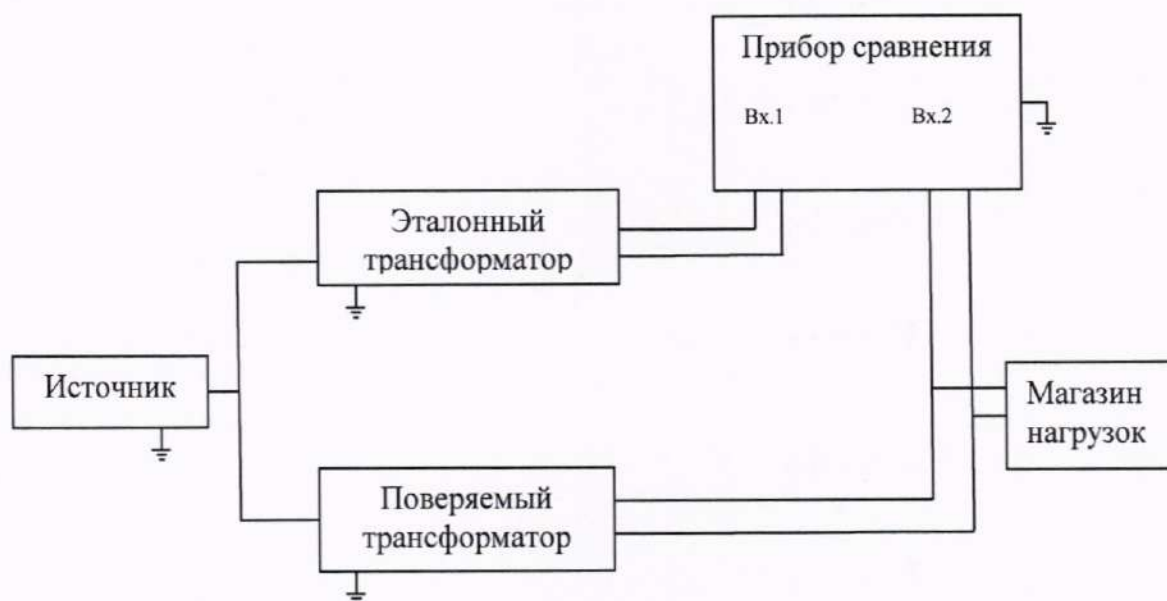 Прибор сравнения
Вх.1 Вх.2
Эталонный
трансформатор
Источник
Магазин
нагрузок
Поверяемый
трансформатор